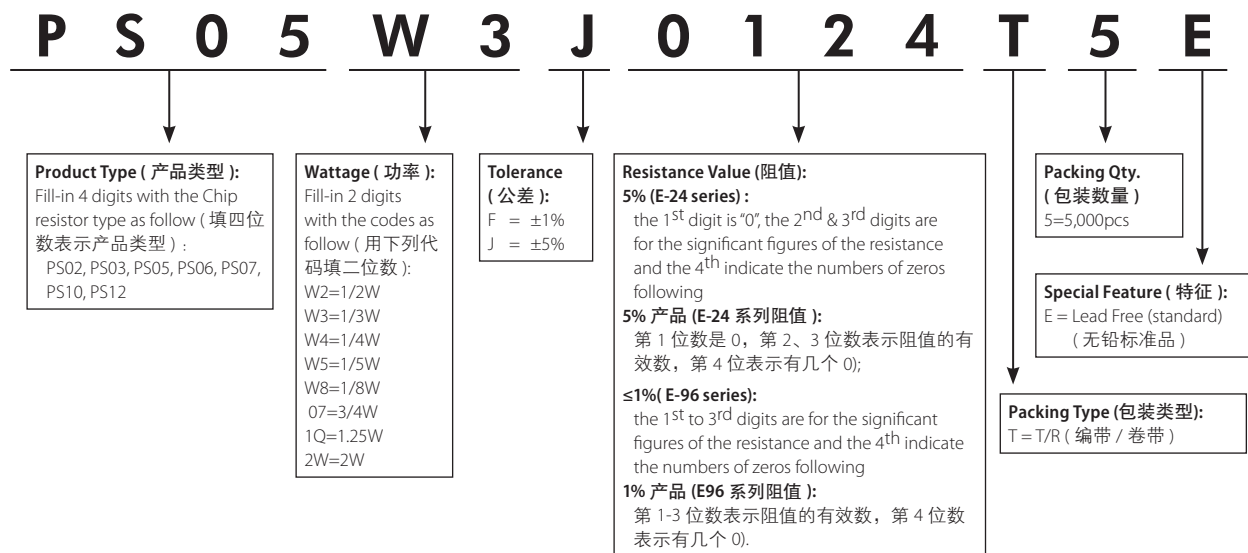 PS05W3J0124T5E
Product Type ( 产品类型 ):
Fill-in 4 digits with the Chip
resistor type as follow ( 填四位
数表示产品类型 ) :
PS02, PS03, PS05, PS06, PS07,
PS10, PS12
Wattage ( 功率 ):
Fill-in 2 digits
with the codes as
follow ( 用下列代
码填二位数 ):
W2=1/2W
W3=1/3W
W4=1/4W
W5=1/5W
W8=1/8W
07=3/4W
1Q=1.25W
2W=2W
Tolerance
( 公差 ):
F = ±1%
J = ±5%
Resistance Value (阻值):
5% (E-24 series) :
the 1st digit is "0", the 2nd & 3rd digits are
for the significant figures of the resistance
and the 4th indicate the numbers of zeros
following
5% 产品 (E-24 系列阻值 ):
第 1 位数是 0，第 2、3 位数表示阻值的有
效数，第 4 位表示有几个 0);
≤1%( E-96 series):
the 1st to 3rd digits are for the significant
figures of the resistance and the 4th indicate
the numbers of zeros following
1% 产品 (E96 系列阻值 ):
第 1-3 位数表示阻值的有效数，第 4 位数
表示有几个 0).
Packing Qty.
( 包装数量 )
5=5,000pcs
Special Feature ( 特征 ):
E = Lead Free (standard)
( 无铅标准品 )
Packing Type (包装类型):
T = T/R ( 编带 / 卷带 )